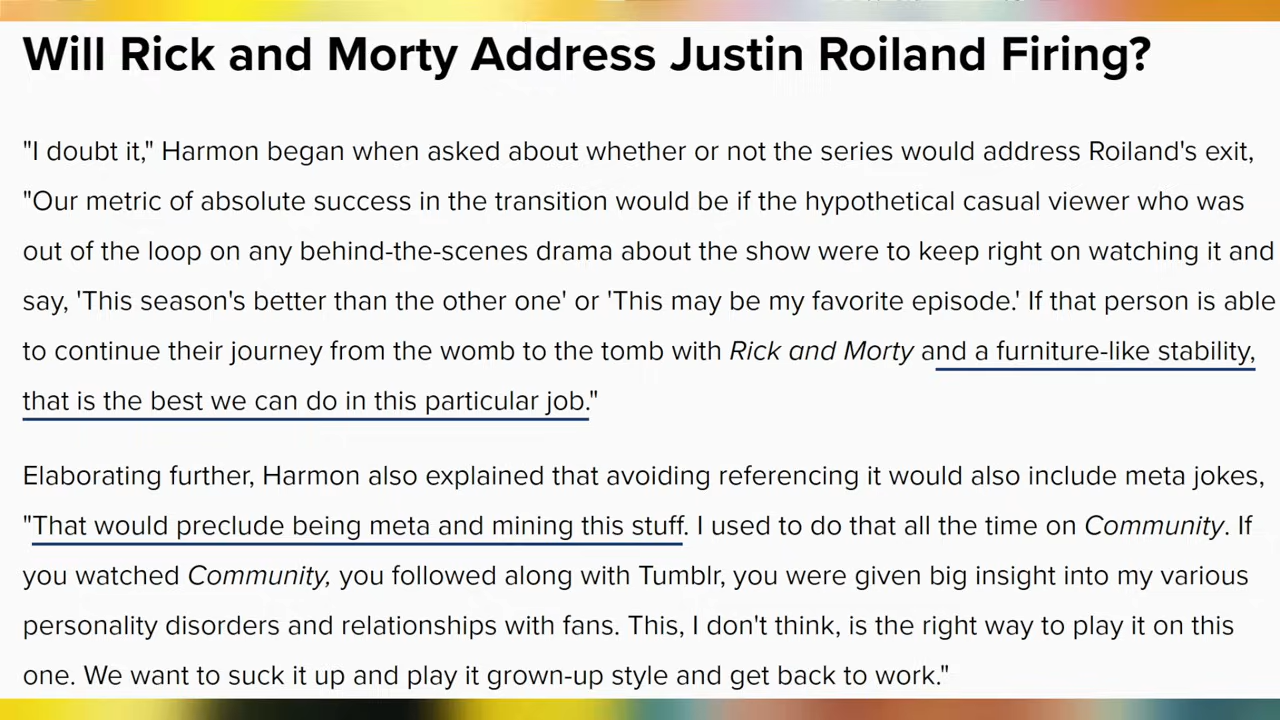 Will Rick and Morty Address Justin Roiland Firing?
"I doubt it," Harmon began when asked about whether or not the series would address Roiland's exit,
"Our metric of absolute success in the transition would be if the hypothetical casual viewer who was
out of the loop on any behind-the-scenes drama about the show were to keep right on watching it and
say, 'This season's better than the other one' or 'This may be my favorite episode.' If that person is able
to continue their journey from the womb to the tomb with Rick and Morty and a furniture-like stability,
that is the best we can do in this particular job."
Elaborating further, Harmon also explained that avoiding referencing it would also include meta jokes,
"That would preclude being meta and mining this stuff. I used to do that all the time on Community. If
you watched Community, you followed along with Tumblr, you were given big insight into my various
personality disorders and relationships with fans. This, I don't think, is the right way to play it on this
one. We want to suck it up and play it grown-up style and get back to work."